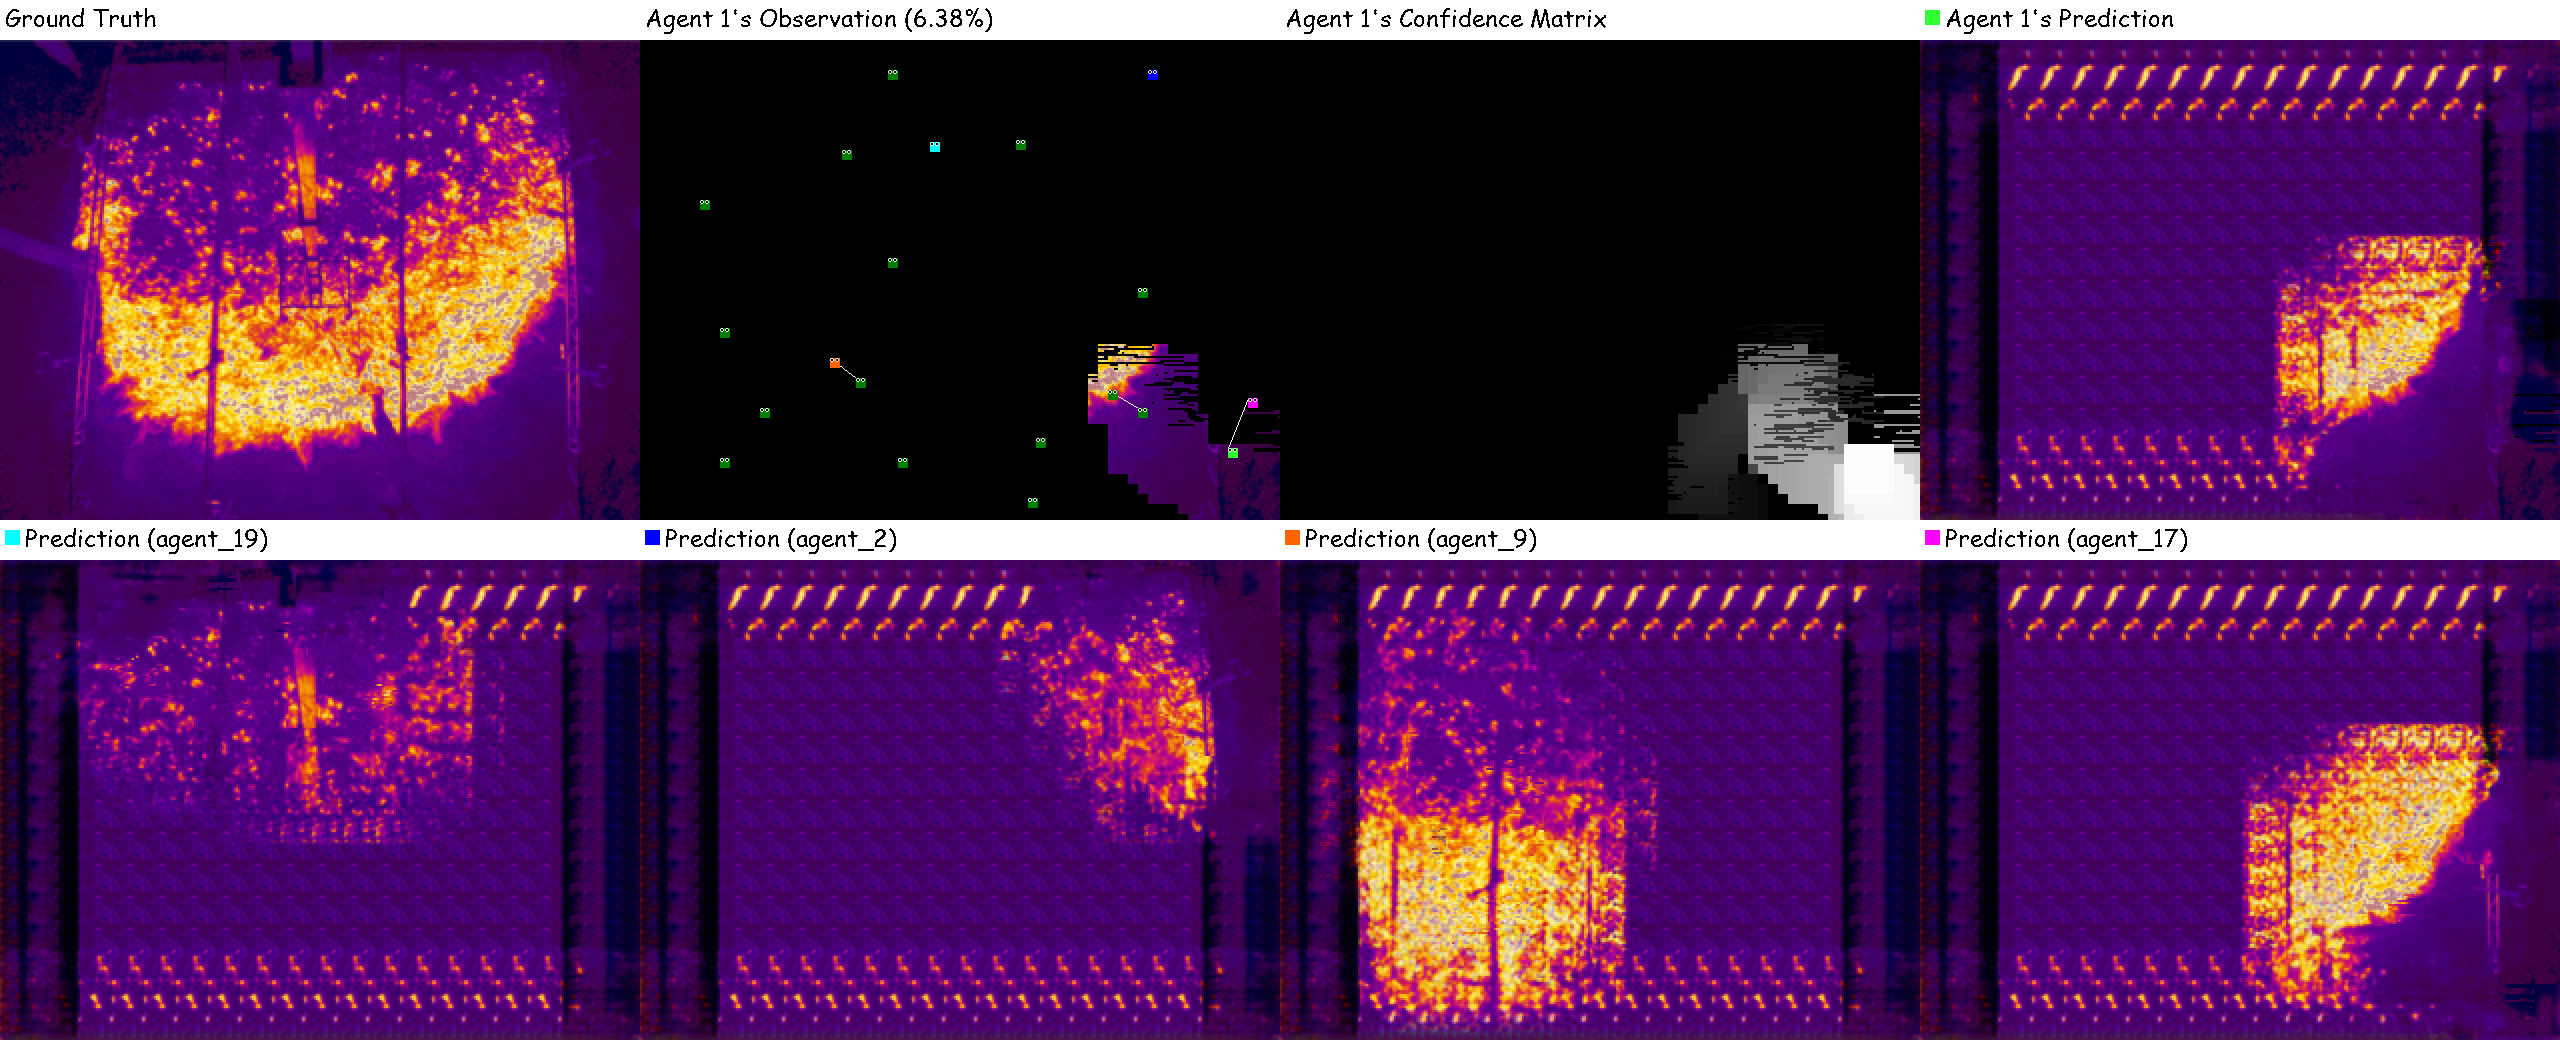 Ground Truth
Agent 1's Observation (6.38%)
Agent 1's Confidence Matrix
Agent 1's Prediction
Prediction (agent_19)
Prediction (agent_2)
Prediction (agent_9)
Prediction (agent_17)